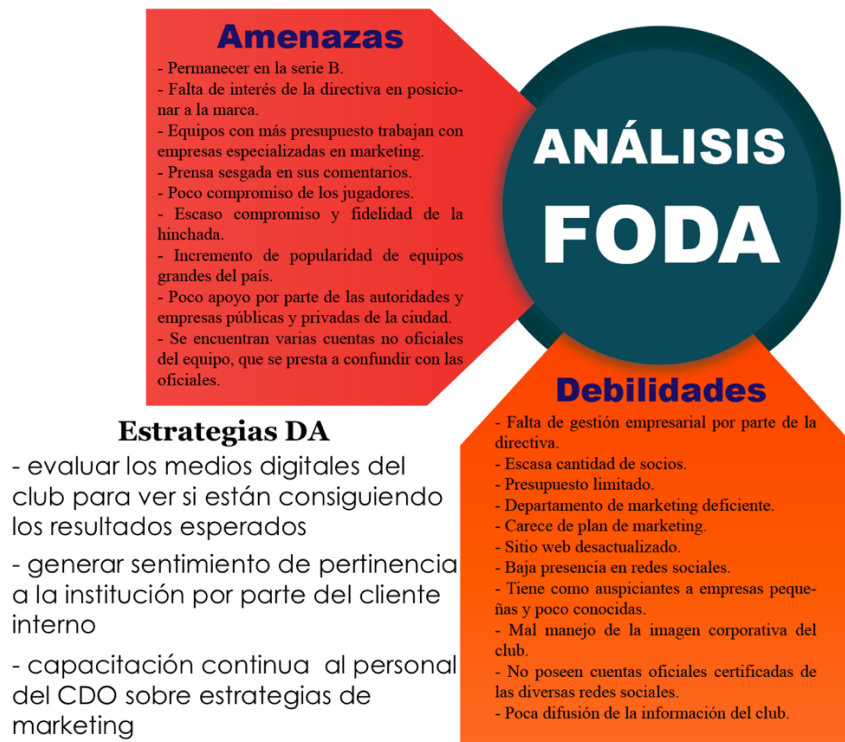 Amenazas
- Permanecer en la serie B.
- Falta de interés de la directiva en posicio-
nar a la marca.
- Equipos con más presupuesto trabajan con
empresas especializadas en marketing.
- Prensa sesgada en sus comentarios.
- Poco compromiso de los jugadores.
- Escaso compromiso y fidelidad de la
hinchada.
- Incremento de popularidad de equipos
grandes del país.
- Poco apoyo por parte de las autoridades y
empresas públicas y privadas de la ciudad.
- Se encuentran varias cuentas no oficiales
del equipo, que se presta a confundir con las
oficiales.
ANÁLISIS
FODA
Debilidades
- Falta de gestión empresarial por parte de la
directiva.
- Escasa cantidad de socios.
- Presupuesto limitado.
- Departamento de marketing deficiente.
- Carece de plan de marketing.
- Sitio web desactualizado.
- Baja presencia en redes sociales.
- Tiene como auspiciantes a empresas peque-
ñas y poco conocidas.
- Mal manejo de la imagen corporativa del
club.
- No poseen cuentas oficiales certificadas de
las diversas redes sociales.
- Poca difusión de la información del club.
Estrategias DA
- evaluar los medios digitales del
club para ver si están consiguiendo
los resultados esperados
- generar sentimiento de pertinencia
a la institución por parte del cliente
interno
- capacitación continua al personal
del CDO sobre estrategias de
marketing